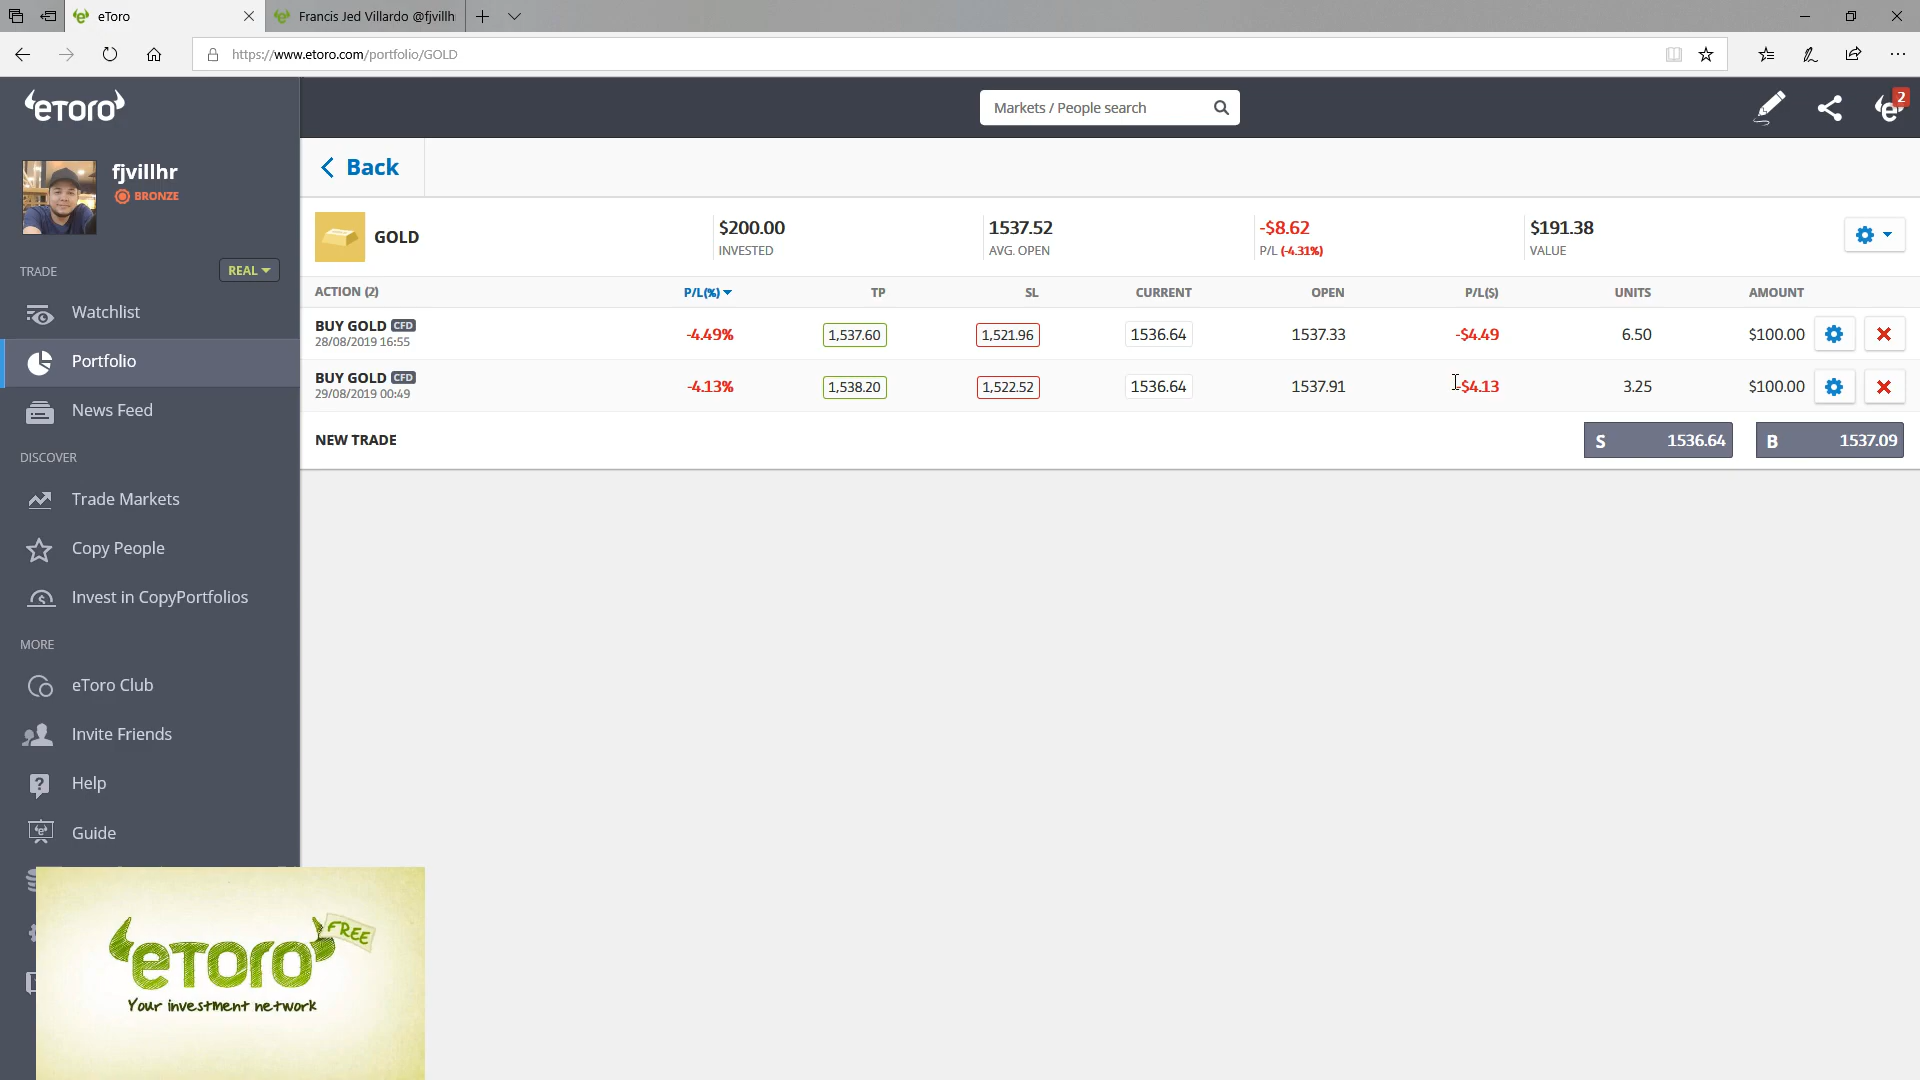 eToro
Francis Jed Villardo @fjvillh
https://www.etoro.com/portfolio/GOLD
eToro
Markets / People search
2
fjvillhr
BRONZE
Back
GOLD
$200.00
INVESTED
1537.52
AVG. OPEN
-$8.62
P/L (-4.31%)
$191.38
VALUE
TRADE
REAL
ACTION (2)
P/L(%)
TP
SL
CURRENT
OPEN
P/L($)
UNITS
AMOUNT
BUY GOLD CFD
28/08/2019 16:55
-4.49%
1,537.60
1,521.96
1536.64
1537.33
-$4.49
6.50
$100.00
BUY GOLD CFD
29/08/2019 00:49
-4.13%
1,538.20
1,522.52
1536.64
1537.91
-$4.13
3.25
$100.00
NEW TRADE
S 1536.64
B 1537.09
Watchlist
Portfolio
News Feed
DISCOVER
Trade Markets
Copy People
Invest in CopyPortfolios
MORE
eToro Club
Invite Friends
Help
Guide
eToro
FREE
Your investment network